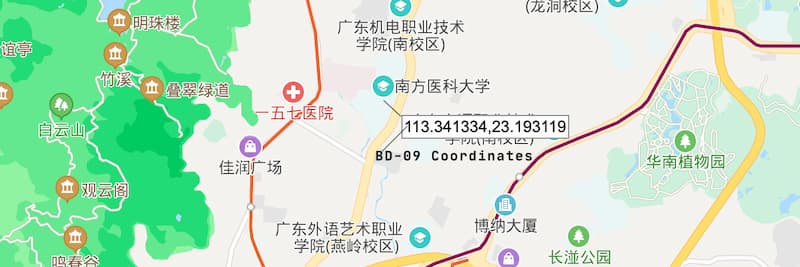 明珠楼
谊亭
竹溪
叠翠绿道
白云山
观云阁
鸣春谷
一五七医院
佳润广场
广东机电职业技术
学院(南校区)
南方医科大学
113.341334,23.193119
学院(南校区)
BD-09 Coordinates
广东外语艺术职业
学院(燕岭校区)
博纳大厦
长湴公园
华南植物园
(龙洞校区)